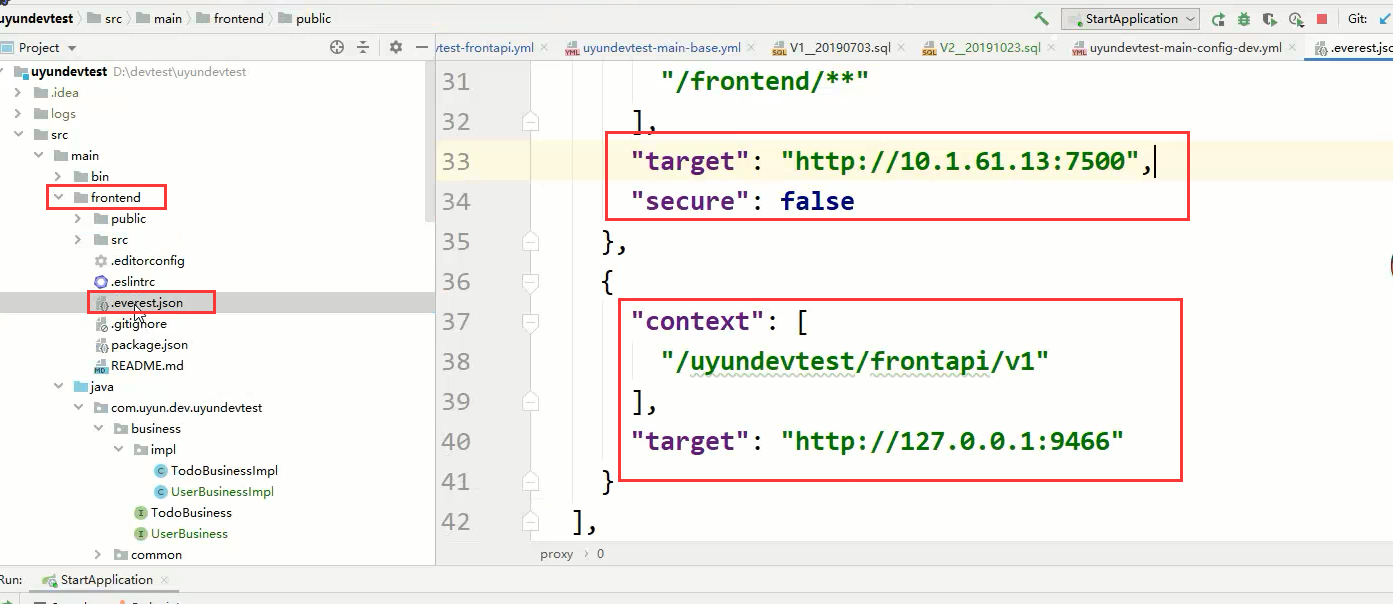 uyundevtest src main frontend public
StartApplication Git:
Project
vtest-frontapi.yml uyundevtest-main-base.yml V1__20190703.sql V2__20191023.sql uyundevtest-main-config-dev.yml .everest.jso
uyundevtest D:\devtest\uyundevtest
.idea
logs
src
main
bin
frontend
public
src
.editorconfig
.eslintrc
.everest.json
.gitignore
package.json
README.md
java
com.uyun.dev.uyundevtest
business
impl
TodoBusinessImpl
UserBusinessImpl
TodoBusiness
UserBusiness
common
31 "/frontend/**"
32 ],
33 "target": "http://10.1.61.13:7500",
34 "secure": false
35 },
36 {
37 "context": [
38 "/uyundevtest/frontapi/v1"
39 ],
40 "target": "http://127.0.0.1:9466"
41 }
42 ],
proxy 0
Run: StartApplication